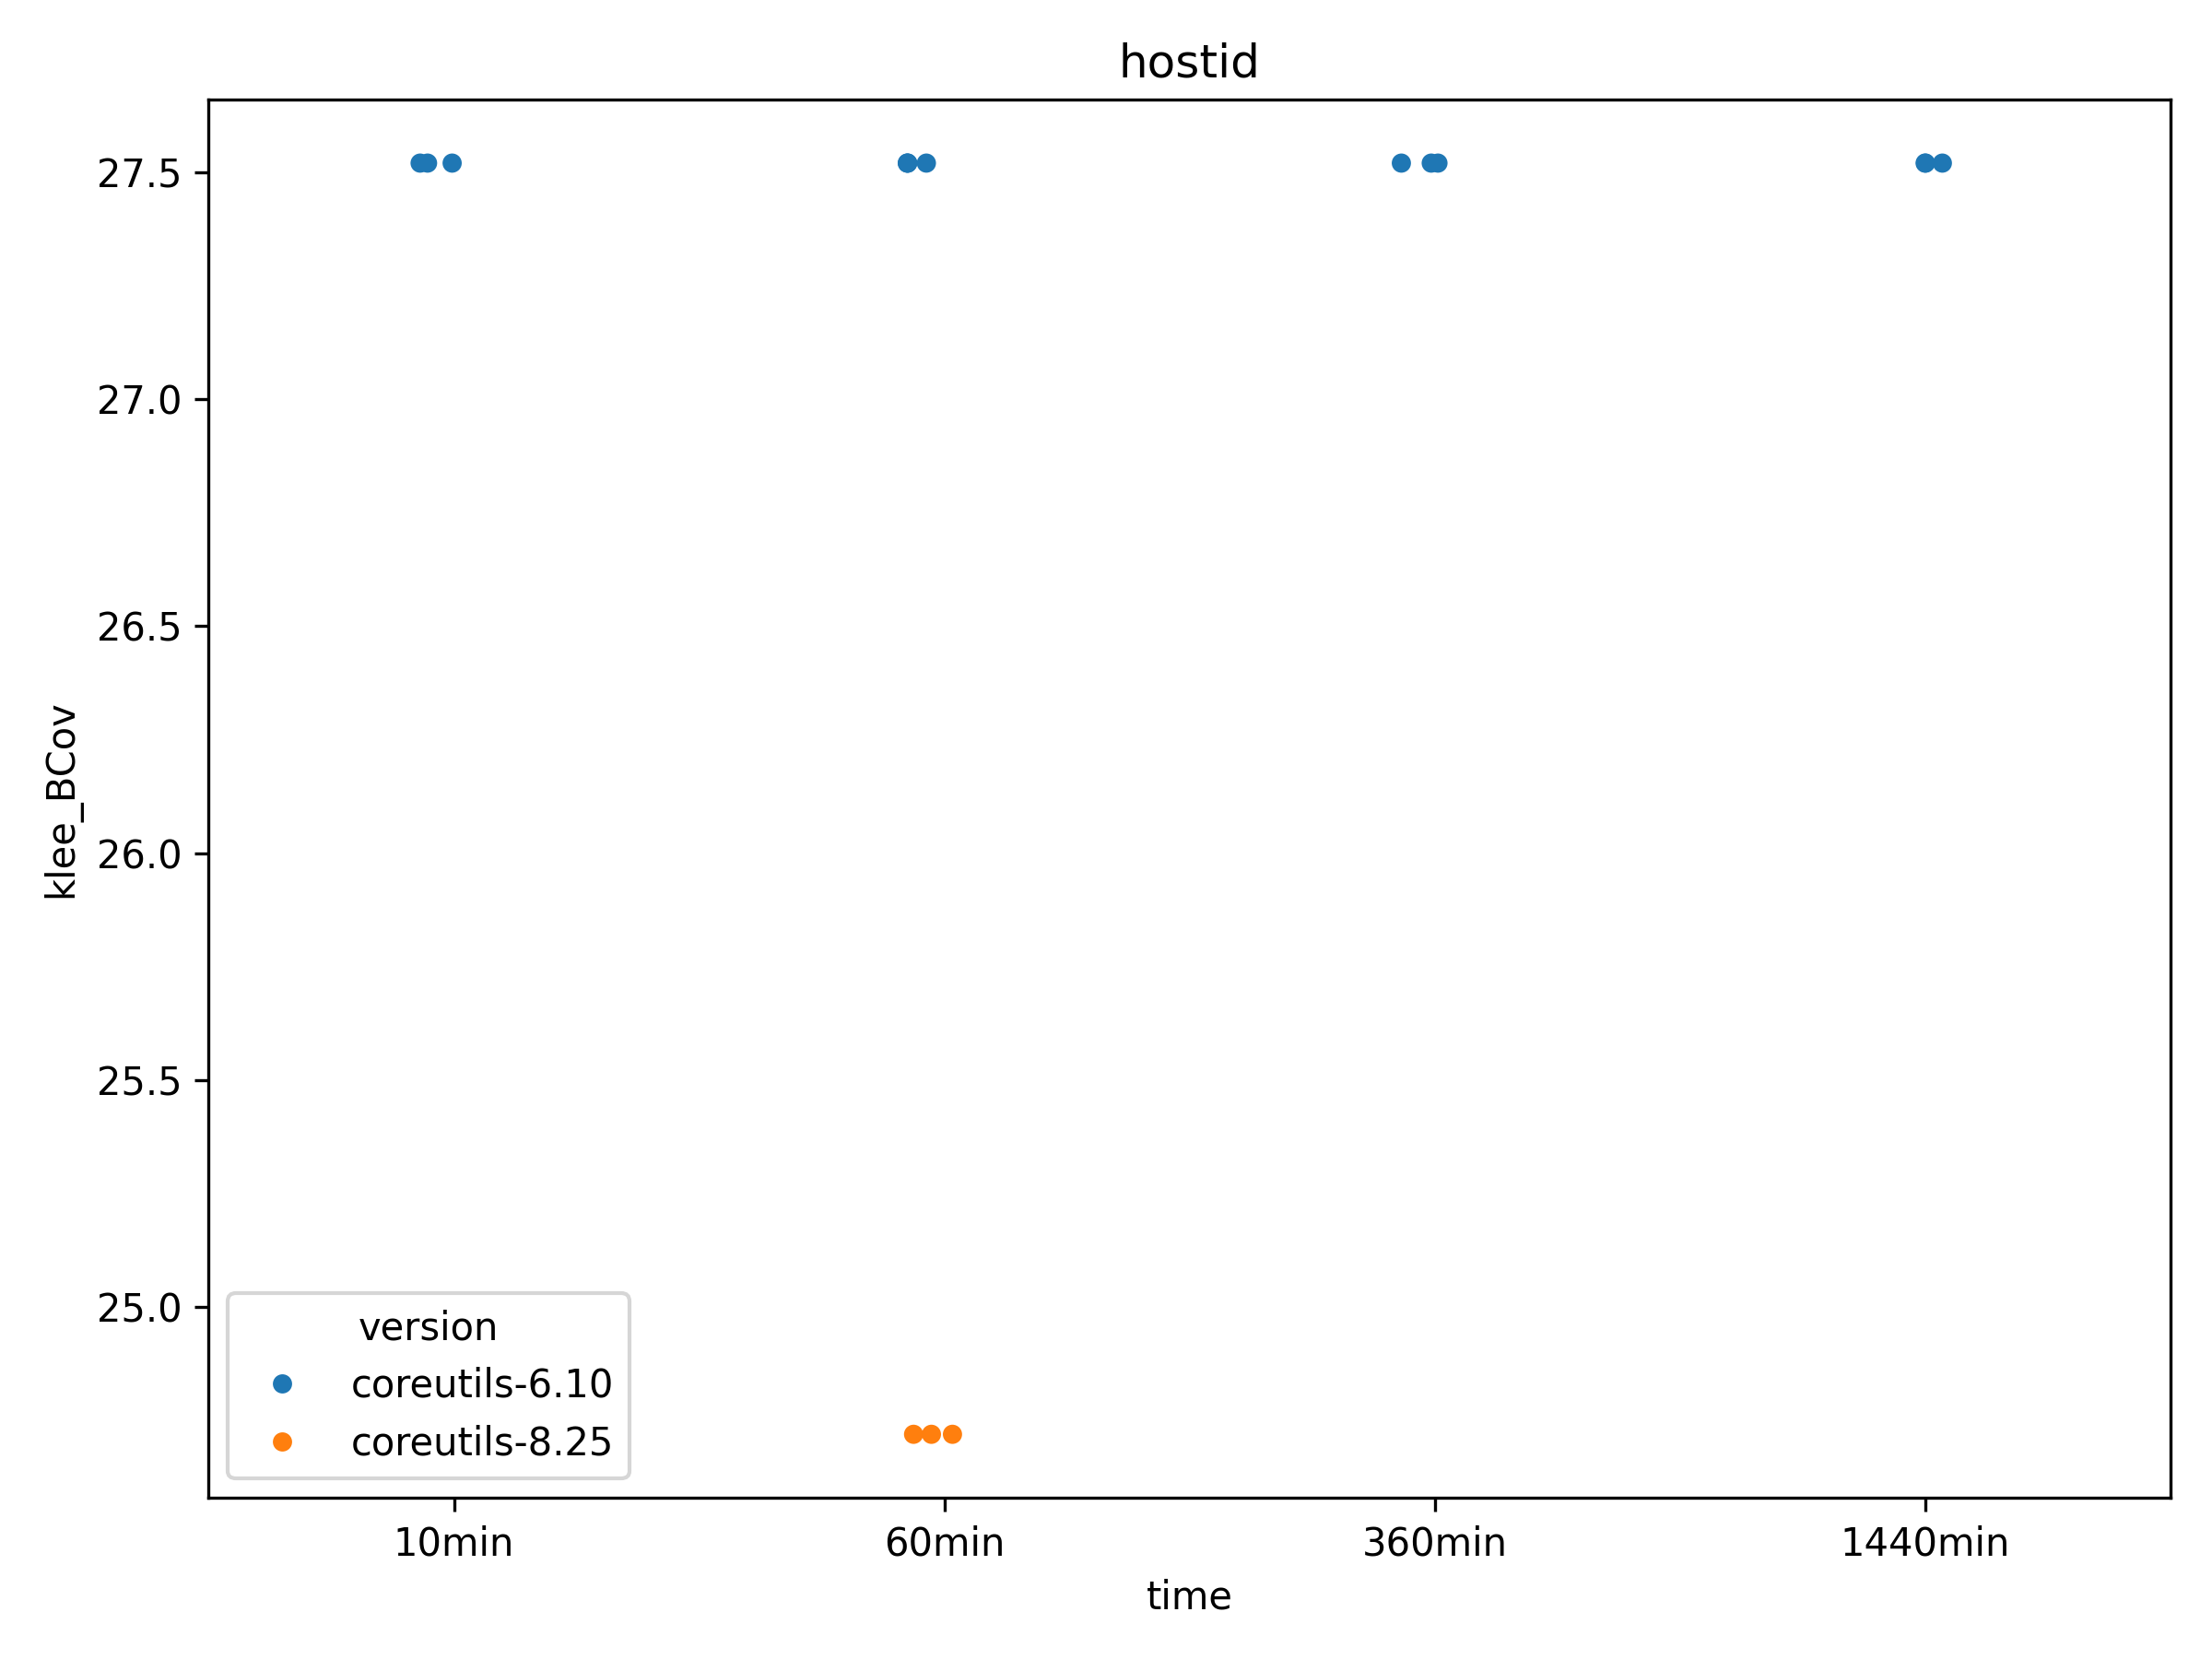 hostid
27.5
27.0
26.5
26.0
25.5
25.0
klee_BCov
version
coreutils-6.10
coreutils-8.25
10min
60min
360min
1440min
time